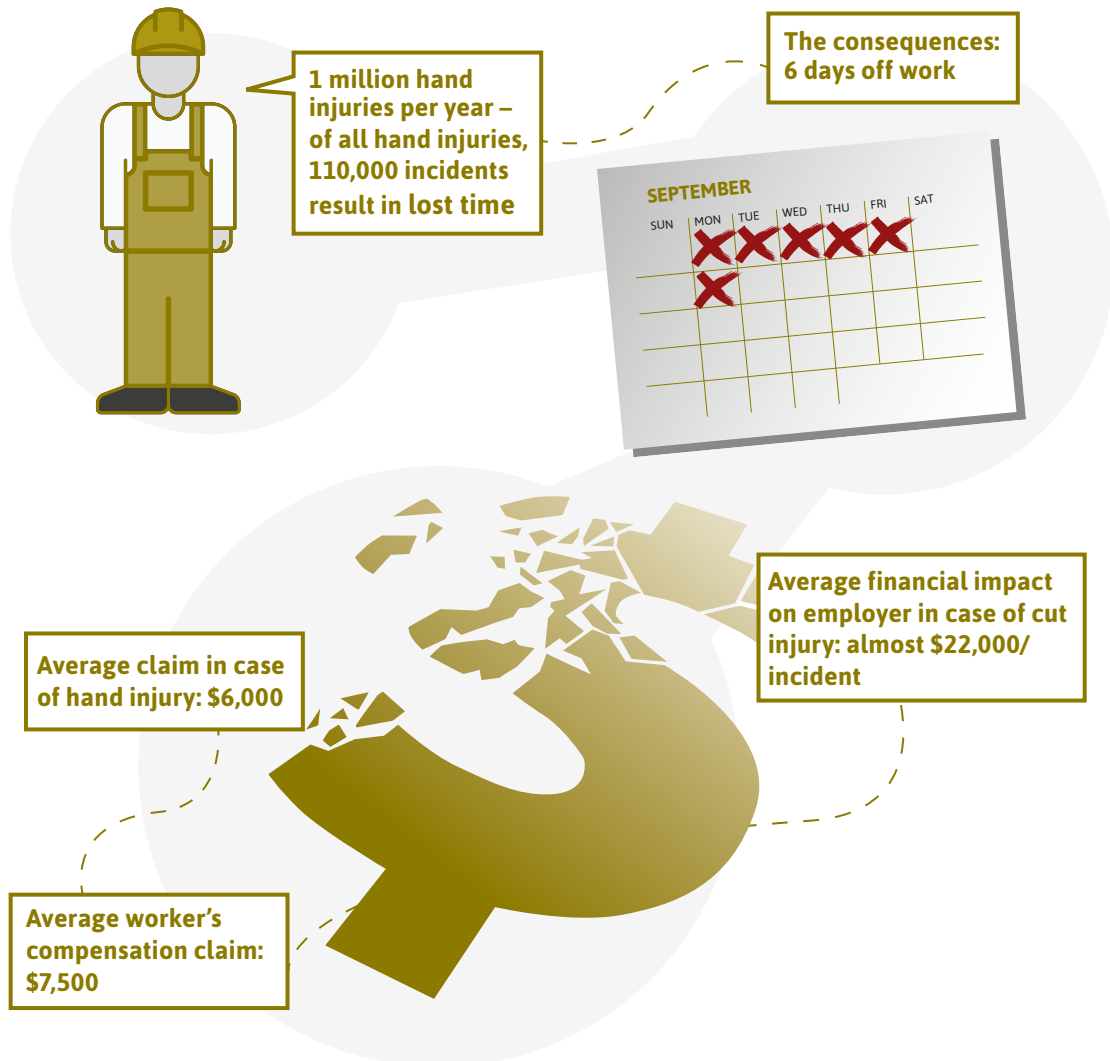 1 million hand
injuries per year –
of all hand injuries,
110,000 incidents
result in lost time
The consequences:
6 days off work
SEPTEMBER
SUN MON TUE WED THU FRI SAT
Average financial impact
on employer in case of cut
injury: almost $22,000/
incident
Average claim in case
of hand injury: $6,000
Average worker’s
compensation claim:
$7,500